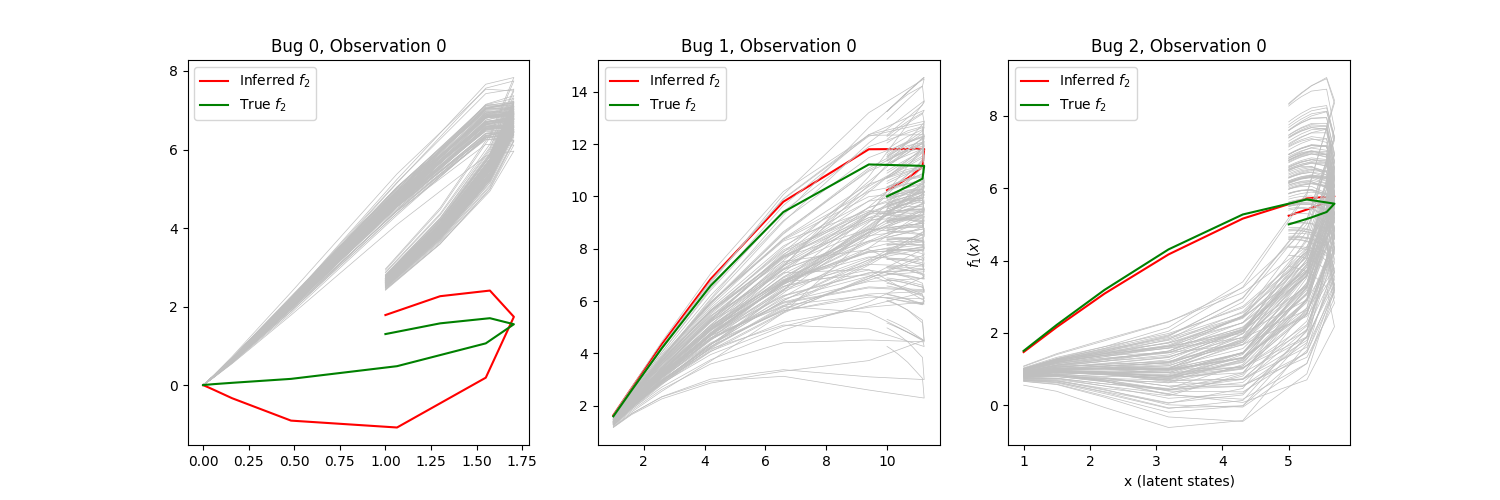 Bug 0, Observation 0
Inferred f₂
True f₂
8
6
4
2
0
0.00 0.25 0.50 0.75 1.00 1.25 1.50 1.75
Bug 1, Observation 0
Inferred f₂
True f₂
14
12
10
8
6
4
2
2 4 6 8 10
Bug 2, Observation 0
Inferred f₂
True f₂
f₁(x)
8
6
4
2
0
1 2 3 4 5
x (latent states)